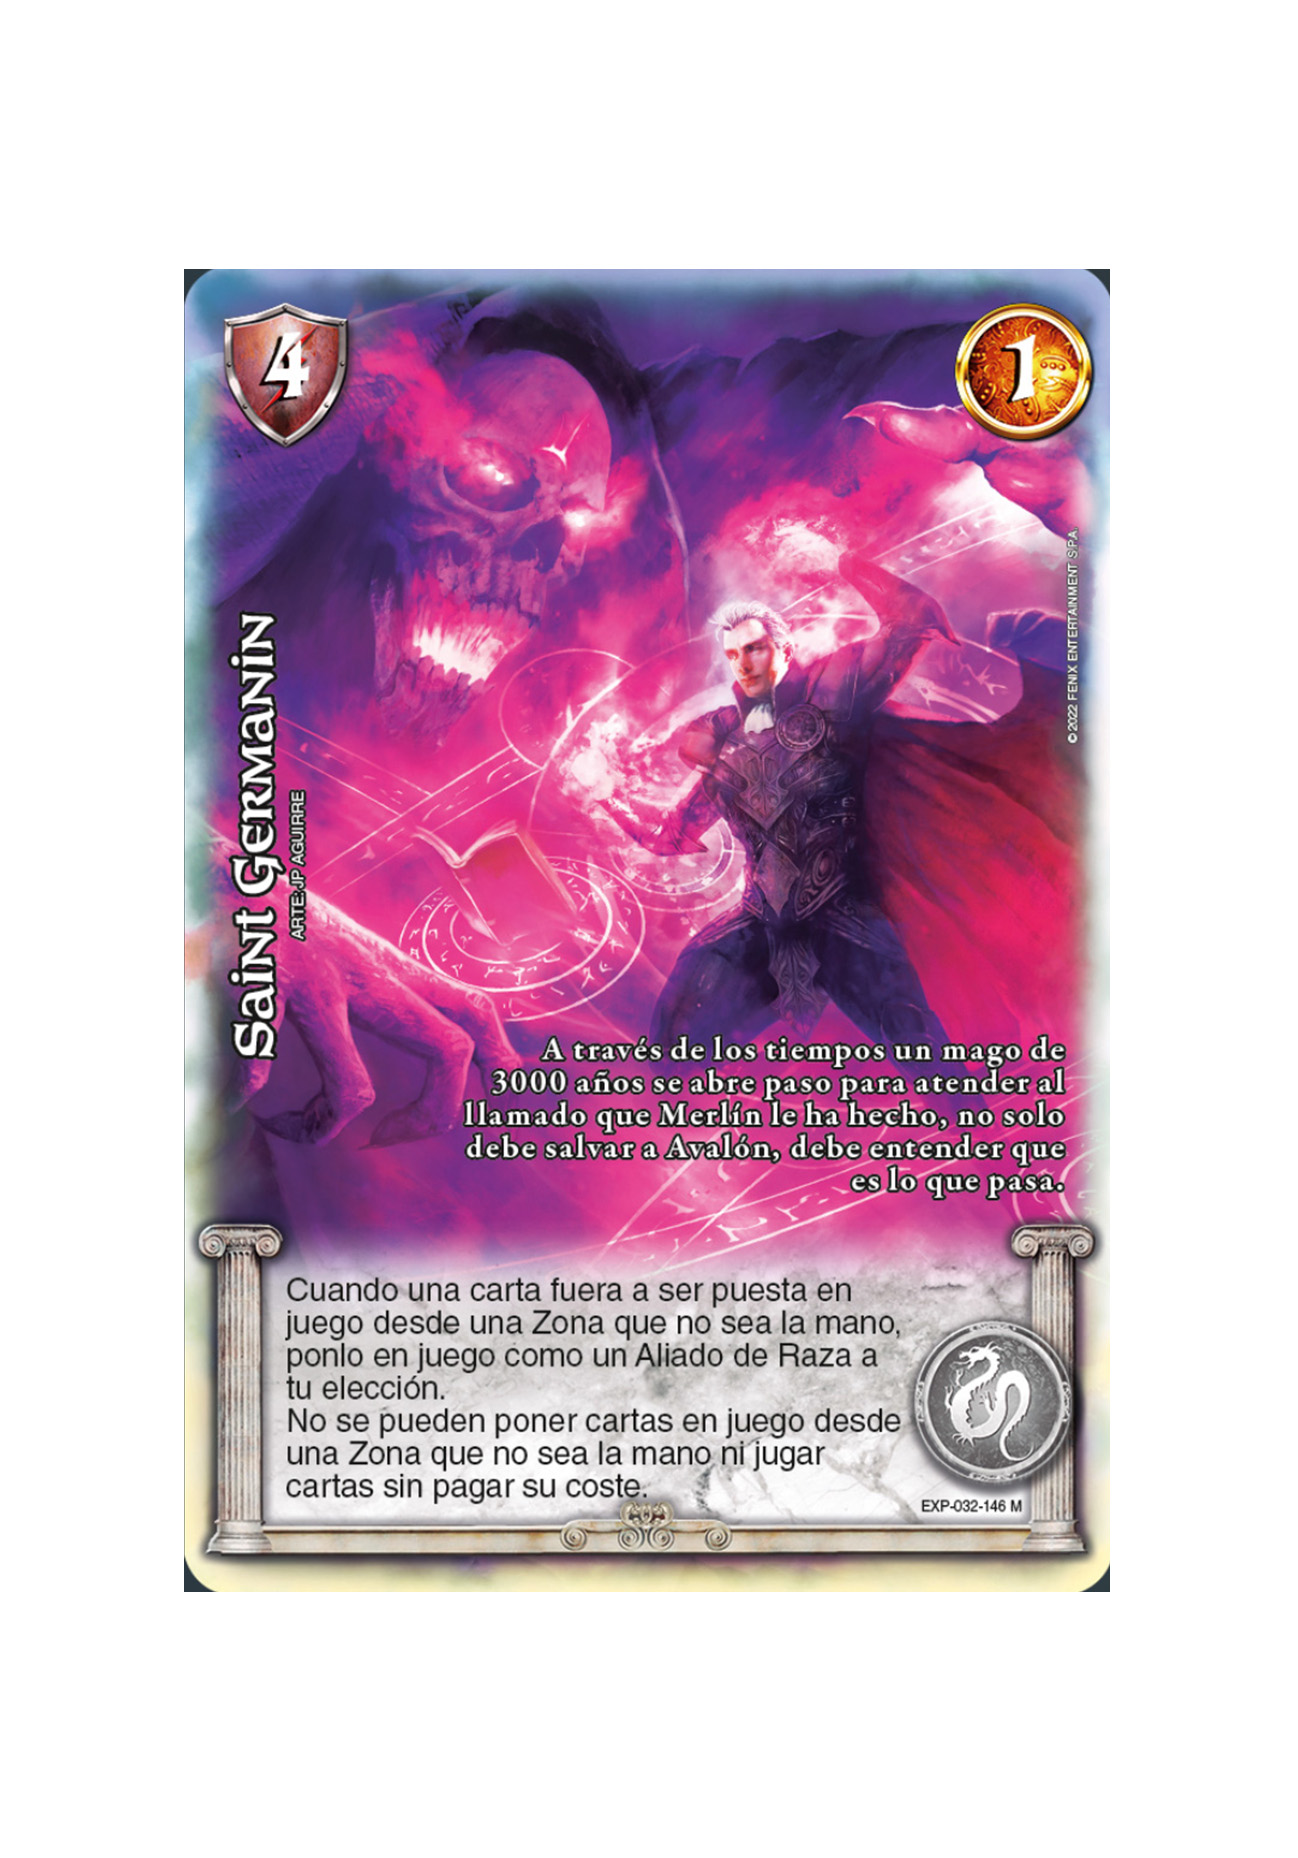 4
1
Saint Germanin
ARTE: JP AGUIRRE
© 2022 FENIX ENTERTAINMENT S.P.A.
A través de los tiempos un mago de
3000 años se abre paso para atender al
llamado que Merlín le ha hecho, no solo
debe salvar a Avalón, debe entender que
es lo que pasa.
Cuando una carta fuera a ser puesta en
juego desde una Zona que no sea la mano,
ponlo en juego como un Aliado de Raza a
tu elección.
No se pueden poner cartas en juego desde
una Zona que no sea la mano ni jugar
cartas sin pagar su coste.
EXP-032-146 M